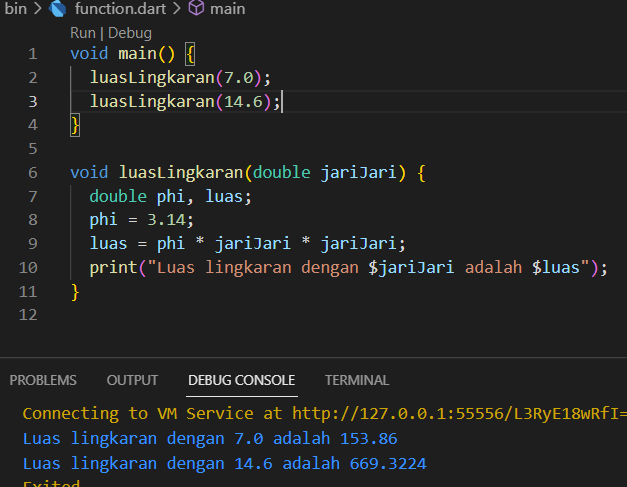 bin > function.dart > main
Run | Debug
1 void main() {
2 luasLingkaran(7.0);
3 luasLingkaran(14.6);
4 }
5
6 void luasLingkaran(double jariJari) {
7 double phi, luas;
8 phi = 3.14;
9 luas = phi * jariJari * jariJari;
10 print("Luas lingkaran dengan $jariJari adalah $luas");
11 }
12
PROBLEMS OUTPUT DEBUG CONSOLE TERMINAL
Connecting to VM Service at http://127.0.0.1:55556/L3RyE18wRfI=
Luas lingkaran dengan 7.0 adalah 153.86
Luas lingkaran dengan 14.6 adalah 669.3224
Exited